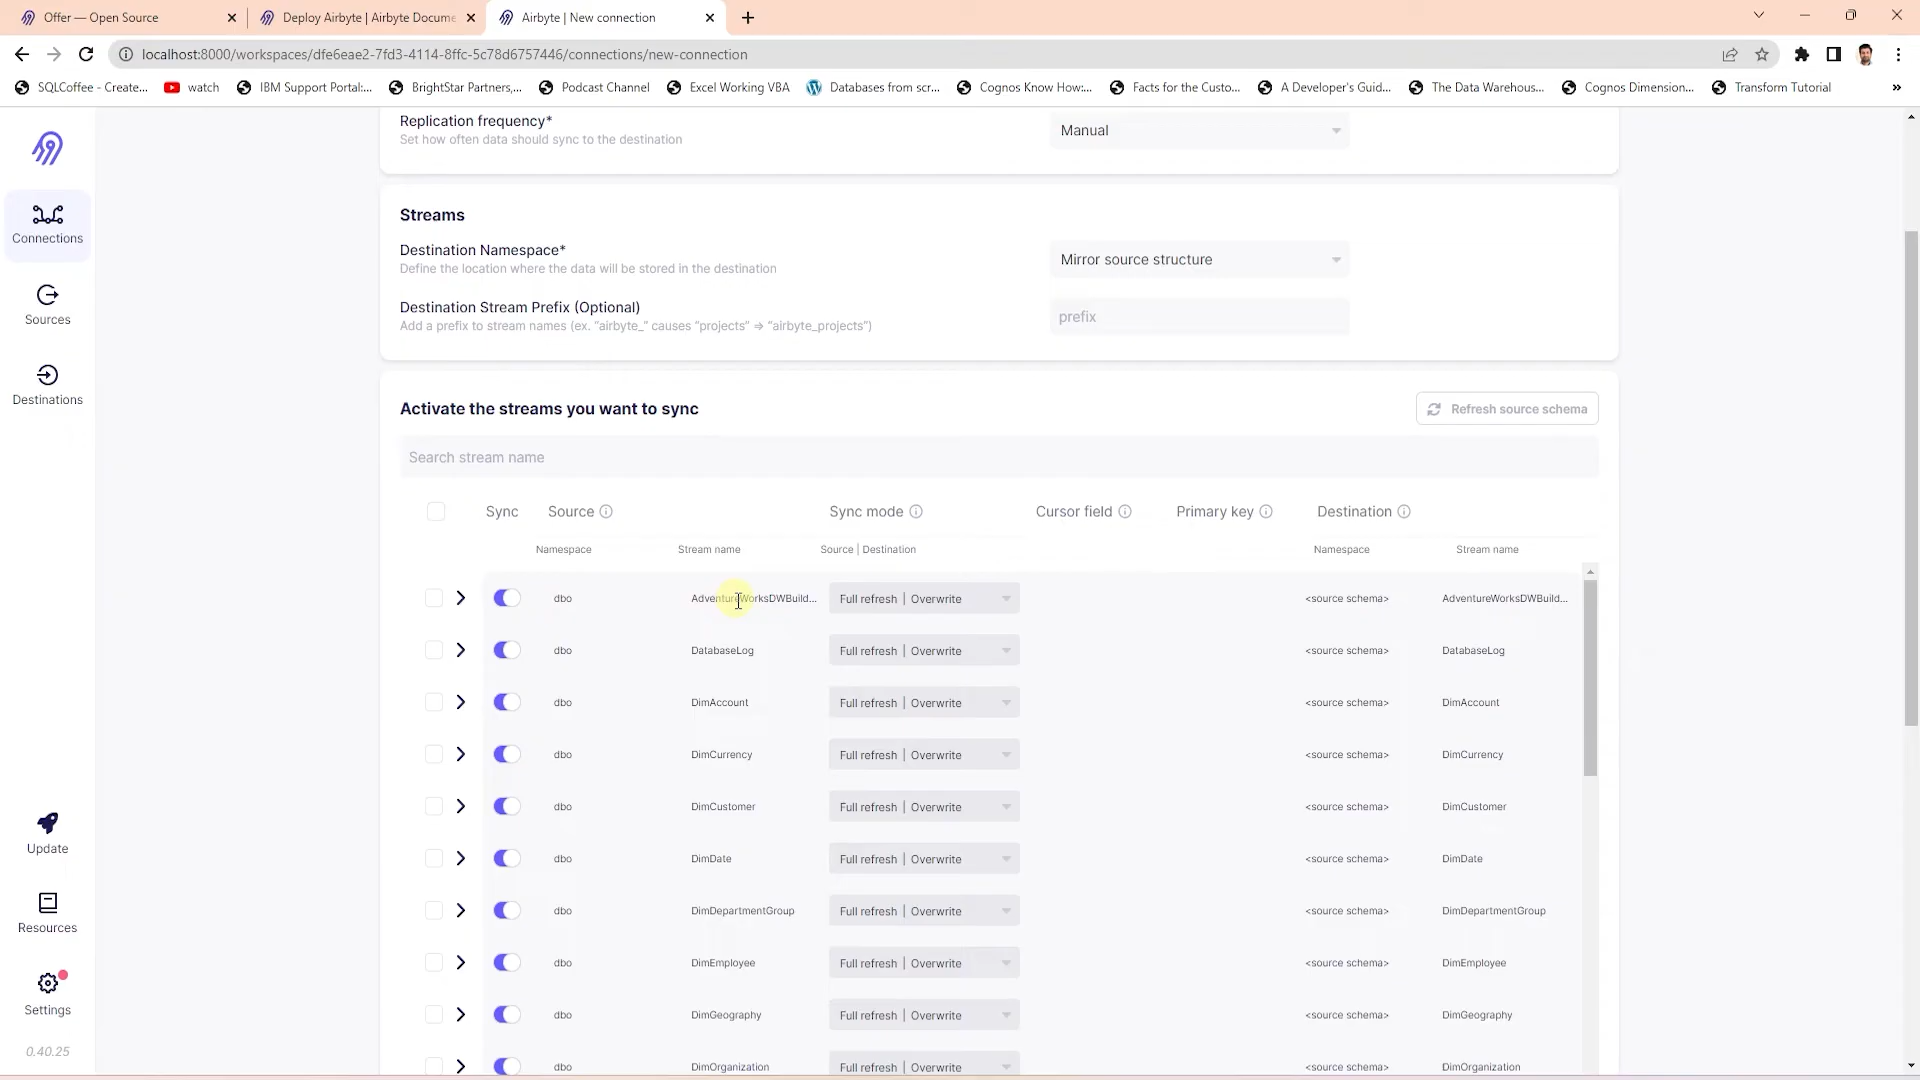 Offer — Open Source
Deploy Airbyte | Airbyte Docume
Airbyte | New connection
localhost:8000/workspaces/dfe6eae2-7fd3-4114-8ffc-5c78d6757446/connections/new-connection
SQLCoffee - Create... watch IBM Support Portal:... BrightStar Partners,... Podcast Channel Excel Working VBA Databases from scr... Cognos Know How:... Facts for the Custo... A Developer's Guid... The Data Warehous... Cognos Dimension... Transform Tutorial »
Connections
Sources
Destinations
Update
Resources
Settings
0.40.25
Replication frequency*
Set how often data should sync to the destination
Manual
Streams
Destination Namespace*
Define the location where the data will be stored in the destination
Mirror source structure
Destination Stream Prefix (Optional)
Add a prefix to stream names (ex. “airbyte_” causes “projects” => “airbyte_projects”)
prefix
Activate the streams you want to sync
Refresh source schema
Search stream name
Sync Source Sync mode Cursor field Primary key Destination
Namespace Stream name Source | Destination Namespace Stream name
dbo AdventureWorksDWBuild... Full refresh | Overwrite <source schema> AdventureWorksDWBuild...
dbo DatabaseLog Full refresh | Overwrite <source schema> DatabaseLog
dbo DimAccount Full refresh | Overwrite <source schema> DimAccount
dbo DimCurrency Full refresh | Overwrite <source schema> DimCurrency
dbo DimCustomer Full refresh | Overwrite <source schema> DimCustomer
dbo DimDate Full refresh | Overwrite <source schema> DimDate
dbo DimDepartmentGroup Full refresh | Overwrite <source schema> DimDepartmentGroup
dbo DimEmployee Full refresh | Overwrite <source schema> DimEmployee
dbo DimGeography Full refresh | Overwrite <source schema> DimGeography
dbo DimOrganization Full refresh | Overwrite <source schema> DimOrganization